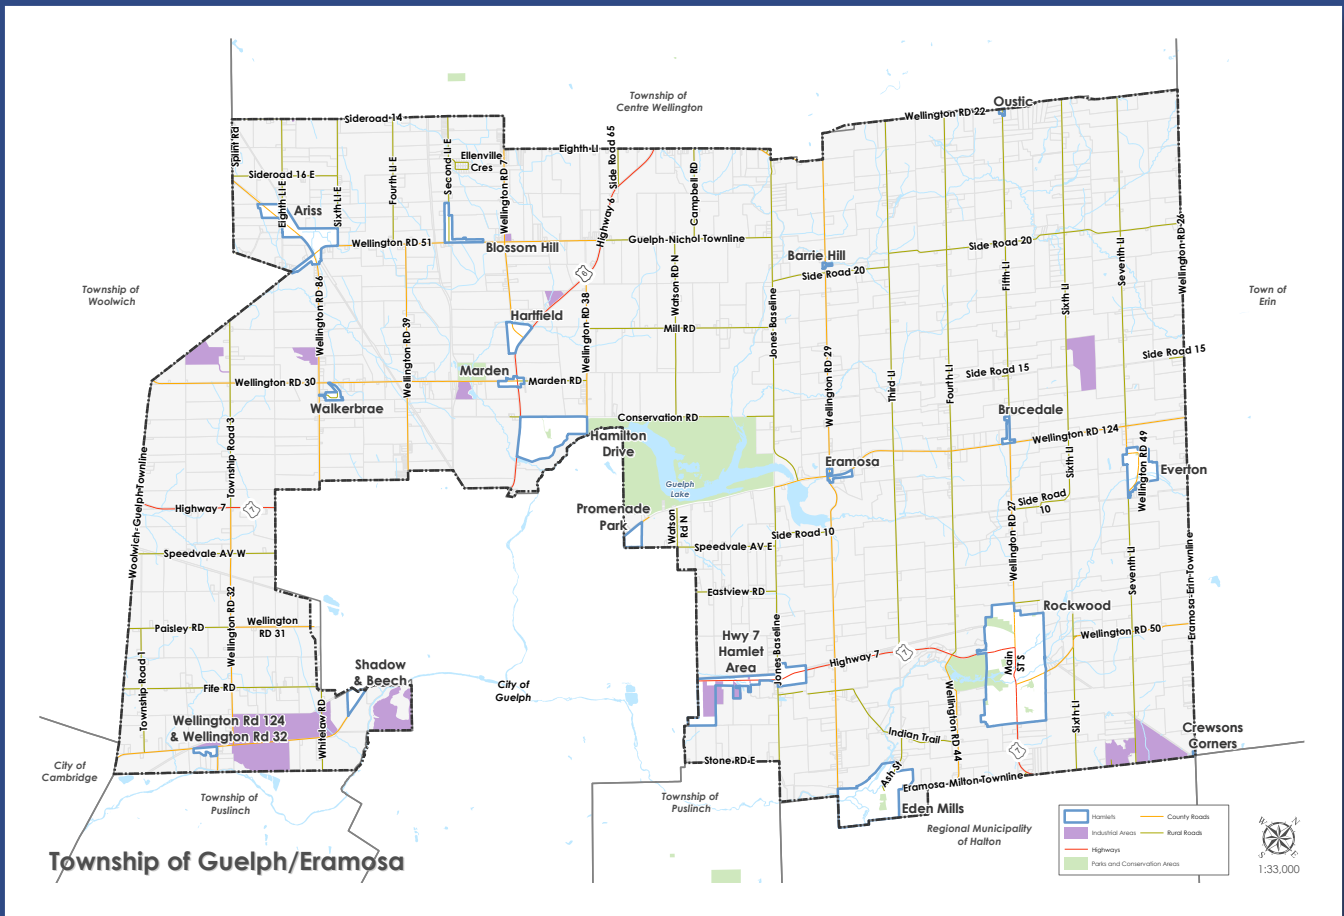 Township of
Centre Wellington
Oustic
Wellington RD 22
Sideroad 14
Splint Rd
Eighth LI
Side Road 65
Ellenville
Cres
Second LI E
Fourth LI E
Wellington RD 7
Sideroad 16 E
Eighth LI E
Sixth LI E
Ariss
Campbell RD
Highway 6
Wellington RD 51
Blossom Hill
Guelph-Nichol Townline
Barrie Hill
Side Road 20
Side Road 20
Wellington RD 26
Seventh LI
Fifth LI
Sixth LI
Township of
Woolwich
Town of
Erin
6
Wellington RD 86
Watson RD N
Wellington RD 38
Jones Baseline
Hartfield
Mill RD
Wellington RD 39
Wellington RD 29
Third LI
Fourth LI
Side Road 15
Side Road 15
Marden
Marden RD
Wellington RD 30
Walkerbrae
Township Road 3
Conservation RD
Brucedale
Wellington RD 124
Hamilton
Drive
Eramosa
Sixth LI
Wellington RD 49
Everton
Guelph
Lake
Woolwich-Guelph Townline
Highway 7
7
Promenade
Park
Watson
Rd N
Side Road
10
Side Road 10
Wellington RD 27
Speedvale AV W
Speedvale AV E
Seventh LI
Eramosa-Erin Townline
Eastview RD
Wellington RD 32
Paisley RD
Wellington
RD 31
Rockwood
Wellington RD 50
Hwy 7
Hamlet
Area
Jones Baseline
Highway 7
7
Main
ST S
Township Road 1
Shadow
& Beech
City of
Guelph
Fife RD
Wellington Rd 124
& Wellington Rd 32
Whitelaw RD
Wellington RD 44
Sixth LI
Indian Trail
7
Crewsons
Corners
City of
Cambridge
Stone RD E
Ash St
Eramosa-Milton Townline
Township of
Puslinch
Township of
Puslinch
Eden Mills
Regional Municipality
of Halton
Hamlets
County Roads
Industrial Areas
Rural Roads
Highways
Parks and Conservation Areas
W
N
S
E
1:33,000
Township of Guelph/Eramosa